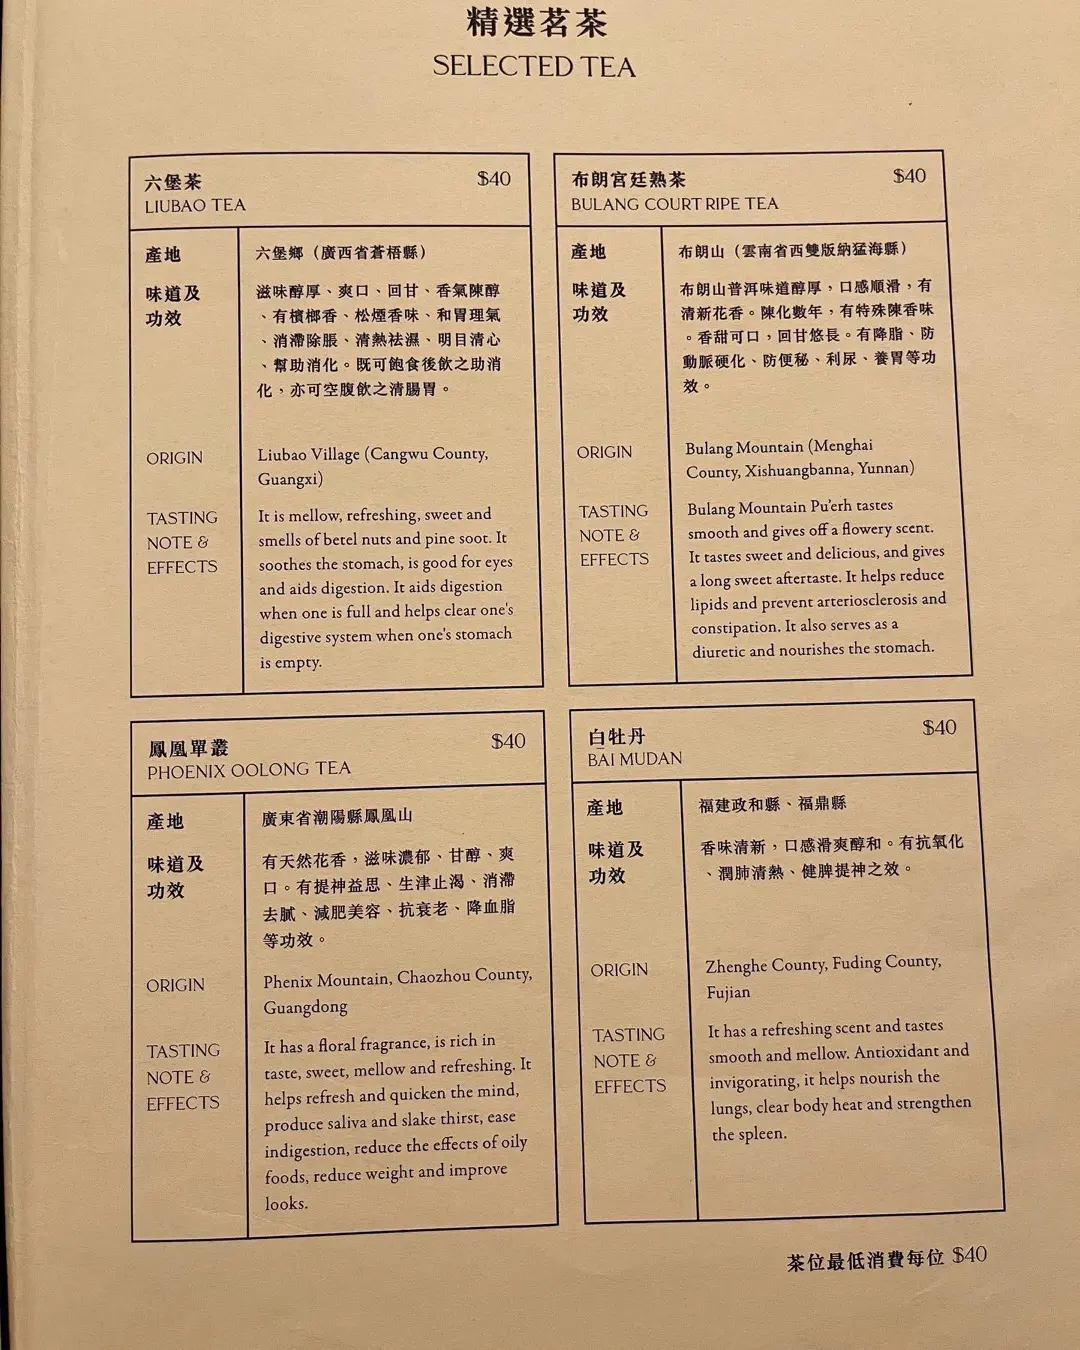 精選茗茶
SELECTED TEA
六堡茶 $40
LIUBAO TEA
產地 六堡鄉（廣西省蒼梧縣）
味道及
功效
滋味醇厚、爽口、回甘、香氣陳醇
、有檳榔香、松煙香味、和胃理氣
、消滯除脹、清熱祛濕、明目清心
、幫助消化。既可飽食後飲之助消
化，亦可空腹飲之清腸胃。
ORIGIN
Liubao Village (Cangwu County,
Guangxi)
TASTING
NOTE &
EFFECTS
It is mellow, refreshing, sweet and
smells of betel nuts and pine soot. It
soothes the stomach, is good for eyes
and aids digestion. It aids digestion
when one is full and helps clear one's
digestive system when one's stomach
is empty.
布朗宮廷熟茶 $40
BULANG COURT RIPE TEA
產地 布朗山（雲南省西雙版納猛海縣）
味道及
功效
布朗山普洱味道醇厚，口感順滑，有
清新花香。陳化數年，有特殊陳香味
。香甜可口，回甘悠長。有降脂、防
動脈硬化、防便秘、利尿、養胃等功
效。
ORIGIN
Bulang Mountain (Menghai
County, Xishuangbanna, Yunnan)
TASTING
NOTE &
EFFECTS
Bulang Mountain Pu’erh tastes
smooth and gives off a flowery scent.
It tastes sweet and delicious, and gives
a long sweet aftertaste. It helps reduce
lipids and prevent arteriosclerosis and
constipation. It also serves as a
diuretic and nourishes the stomach.
鳳凰單叢 $40
PHOENIX OOLONG TEA
產地 廣東省潮陽縣鳳凰山
味道及
功效
有天然花香，滋味濃郁、甘醇、爽
口。有提神益思、生津止渴、消滯
去膩、減肥美容、抗衰老、降血脂
等功效。
ORIGIN
Phenix Mountain, Chaozhou County,
Guangdong
TASTING
NOTE &
EFFECTS
It has a floral fragrance, is rich in
taste, sweet, mellow and refreshing. It
helps refresh and quicken the mind,
produce saliva and slake thirst, ease
indigestion, reduce the effects of oily
foods, reduce weight and improve
looks.
白牡丹 $40
BAI MUDAN
產地 福建政和縣、福鼎縣
味道及
功效
香味清新，口感滑爽醇和。有抗氧化
、潤肺清熱、健脾提神之效。
ORIGIN
Zhenghe County, Fuding County,
Fujian
TASTING
NOTE &
EFFECTS
It has a refreshing scent and tastes
smooth and mellow. Antioxidant and
invigorating, it helps nourish the
lungs, clear body heat and strengthen
the spleen.
茶位最低消費每位 $40